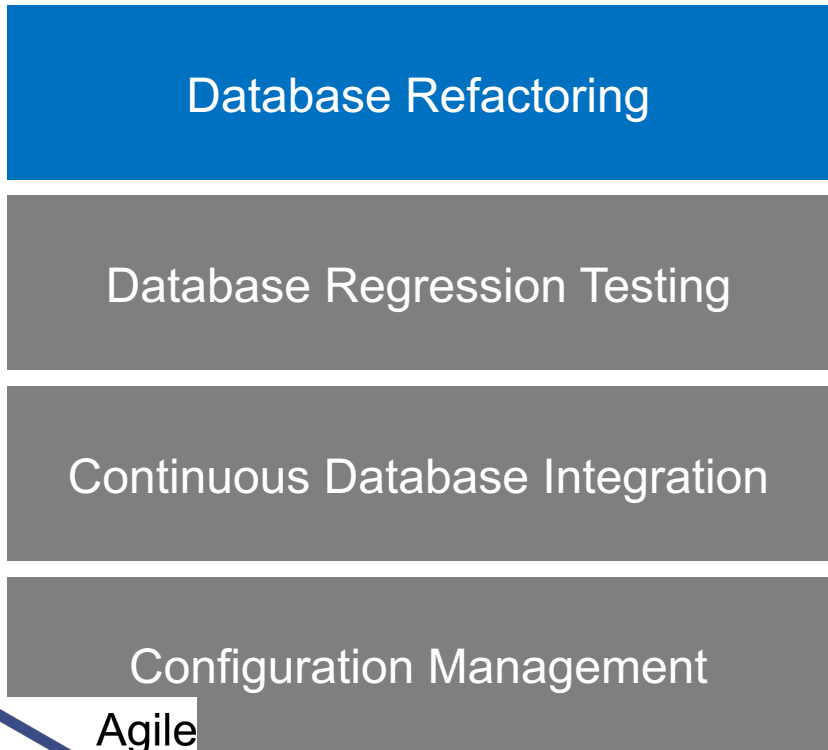 Database Refactoring
Database Regression Testing
Continuous Database Integration
Configuration Management
Agile